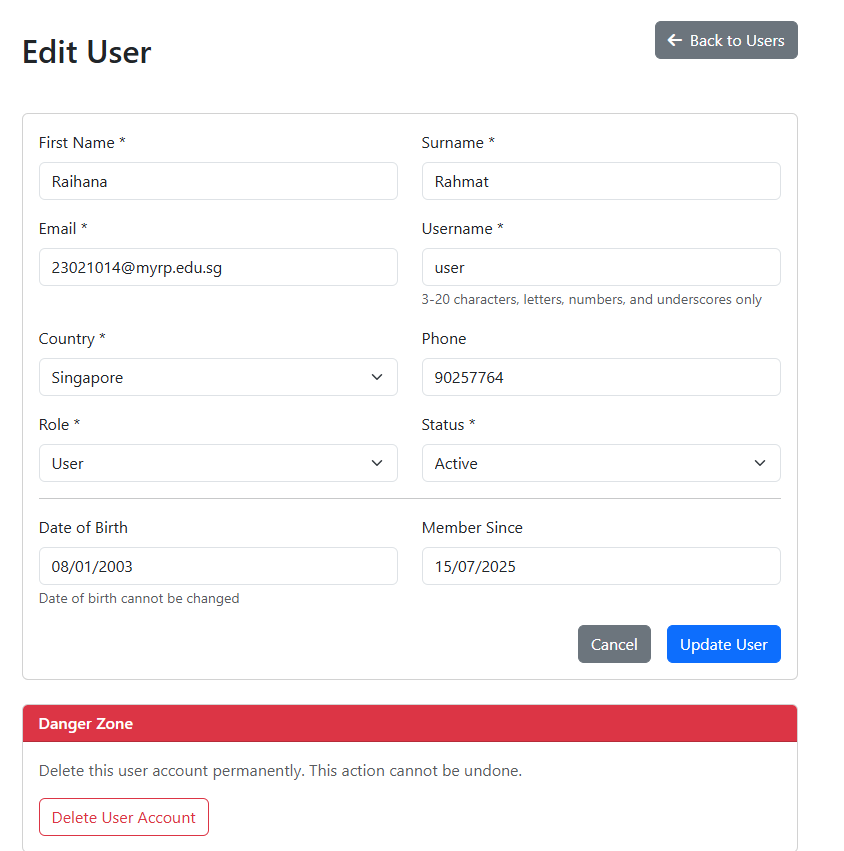 Edit User
Back to Users
First Name *
Surname *
Raihana
Rahmat
Email *
Username *
23021014@myrp.edu.sg
user
3-20 characters, letters, numbers, and underscores only
Country *
Phone
Singapore
90257764
Role *
Status *
User
Active
Date of Birth
Member Since
08/01/2003
15/07/2025
Date of birth cannot be changed
Cancel
Update User
Danger Zone
Delete this user account permanently. This action cannot be undone.
Delete User Account